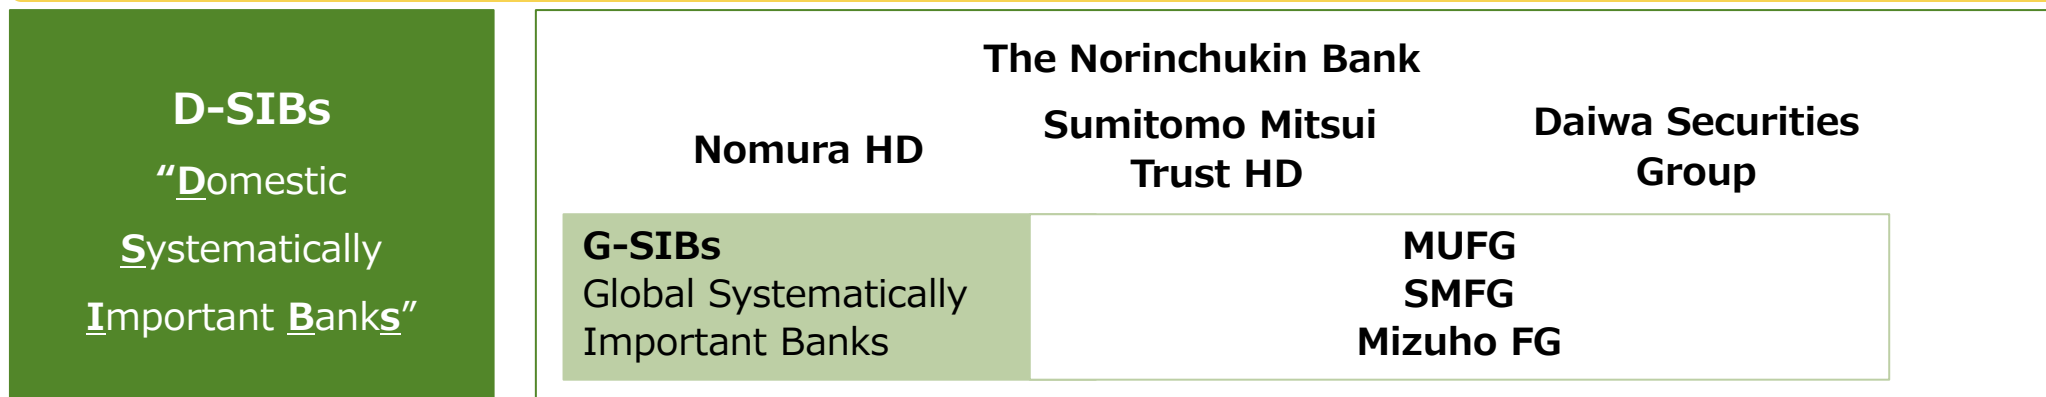 D-SIBs
“Domestic
Systematically
Important Banks”
The Norinchukin Bank
Nomura HD
Sumitomo Mitsui
Trust HD
Daiwa Securities
Group
G-SIBs
Global Systematically
Important Banks
MUFG
SMFG
Mizuho FG